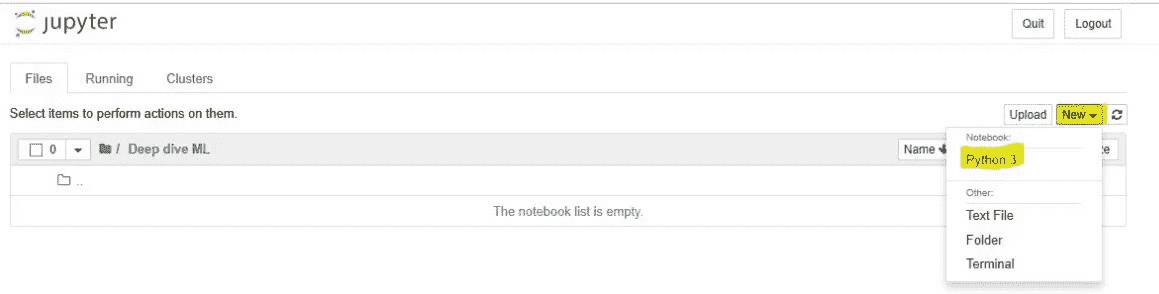 jupyter
Quit Logout
Files Running Clusters
Select items to perform actions on them.
Upload New
0 / Deep dive ML Name
Notebook:
Python 3
..
Other:
The notebook list is empty.
Text File
Folder
Terminal